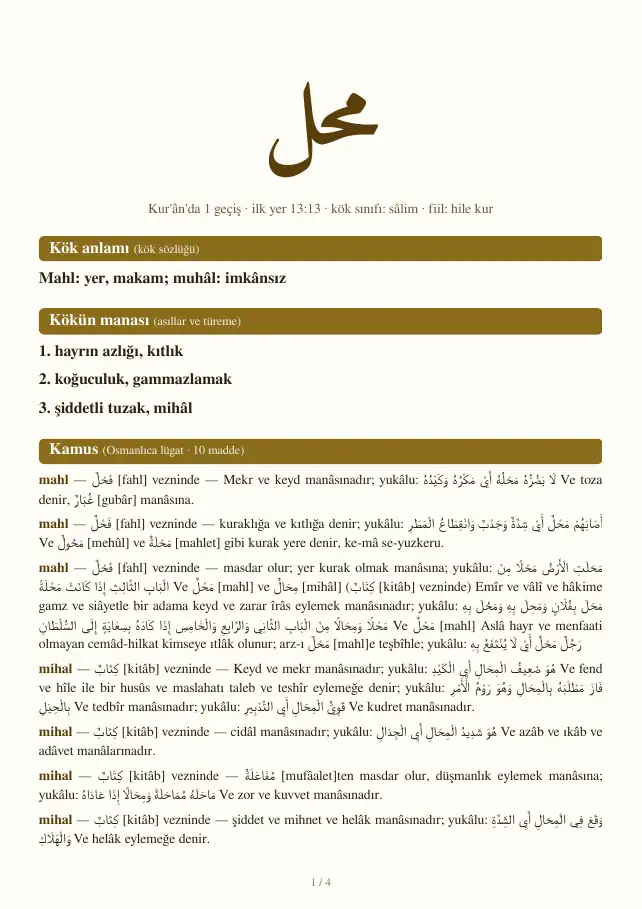 محل
Kur'ân'da 1 geçiş · ilk yer 13:13 · kök sınıfı: sâlim · fiil: hile kur
Kök anlamı (kök sözlüğü)
Mahl: yer, makam; muhâl: imkânsız
Kökün manası (asıllar ve türeme)
1. hayrın azlığı, kıtlık
2. koğuculuk, gammazlamak
3. şiddetli tuzak, mihâl
Kamus (Osmanlıca lügat · 10 madde)
mahl — فَحْلٌ [fahl] vezninde — Mekr ve keyd manâsınadır; yukâlu: لَا يَضُرُّهُ مَحْلُهُ أَيْ مَكْرُهُ وَكَيْدُهُ Ve toza
denir, غُبَارٌ [gubâr] manâsına.
mahl — فَحْلٌ [fahl] vezninde — kuraklığa ve kıtlığa denir; yukâlu: أَصَابَهُمْ مَحْلٌ أَيْ شِدَّةٌ وَجَدْبٌ وَانْقِطَاعُ الْمَطَرِ
Ve مَحُولٌ [mehûl] ve مَحْلَةٌ [mahlet] gibi kurak yere denir, ke-mâ se-yuzkeru.
mahl — فَحْلٌ [fahl] vezninde — masdar olur; yer kurak olmak manâsına; yukâlu: مَحَلَتِ الْأَرْضُ مَحْلًا مِنَ
الْبَابِ الثَّالِثِ إِذَا كَانَتْ مَحْلَةً Ve مَحْلٌ [mahl] ve مِحَالٌ [mihâl] (كِتَابٌ [kitâb] vezninde) Emîr ve vâlî ve hâkime
gamz ve siâyetle bir adama keyd ve zarar îrâs eylemek manâsınadır; yukâlu: مَحَلَ بِفُلَانٍ وَمَحِلَ بِهِ وَمَحُلَ بِهِ
مَحْلًا وَمِحَالًا مِنَ الْبَابِ الثَّانِي وَالرَّابِعِ وَالْخَامِسِ إِذَا كَادَهُ بِسِعَايَةٍ إِلَى السُّلْطَانِ Ve مَحْلٌ [mahl] Aslâ hayr ve menfaati
olmayan cemâd-hilkat kimseye ıtlâk olunur; arz-ı مَحْلٌ [mahl]e teşbîhle; yukâlu: رَجُلٌ مَحْلٌ أَيْ لَا يُنْتَفَعُ بِهِ
mihal — كِتَابٌ [kitâb] vezninde — Keyd ve mekr manâsınadır; yukâlu: هُوَ ضَعِيفُ الْمِحَالِ أَيِ الْكَيْدِ Ve fend
ve hîle ile bir husûs ve maslahatı taleb ve teshîr eylemeğe denir; yukâlu: فَازَ مَطْلَبَهُ بِالْمِحَالِ وَهُوَ رَوْمُ الْأَمْرِ
بِالْحِيَلِ Ve tedbîr manâsınadır; yukâlu: قَوِيُّ الْمِحَالِ أَيِ التَّدْبِيرِ Ve kudret manâsınadır.
mihal — كِتَابٌ [kitâb] vezninde — cidâl manâsınadır; yukâlu: هُوَ شَدِيدُ الْمِحَالِ أَيِ الْجِدَالِ Ve azâb ve ıkâb ve
adâvet manâlarınadır.
mihal — كِتَابٌ [kitâb] vezninde — مُفَاعَلَةٌ [mufâalet]ten masdar olur, düşmanlık eylemek manâsına;
yukâlu: مَاحَلَهُ مُمَاحَلَةً وَمِحَالًا إِذَا عَادَاهُ Ve zor ve kuvvet manâsınadır.
mihal — كِتَابٌ [kitâb] vezninde — şiddet ve mihnet ve helâk manâsınadır; yukâlu: وَقَعَ فِي الْمِحَالِ أَيِ الشِّدَّةِ
وَالْهَلَاكِ Ve helâk eylemeğe denir.
1 / 4